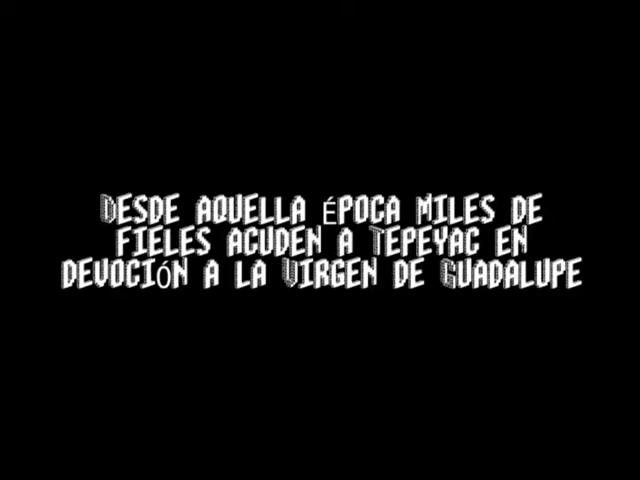 Desde aquella época miles de
fieles acuden a Tepeyac en
devoción a la Virgen de Guadalupe